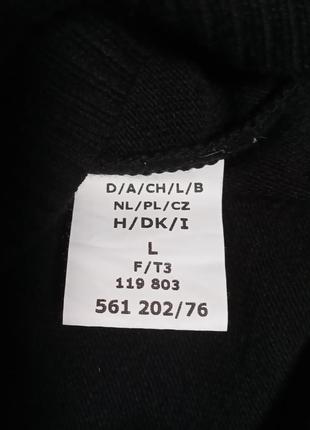 D/A/CH/L/B
NL/PL/CZ
H/DK/I
L
F/T3
119 803
561 202/76